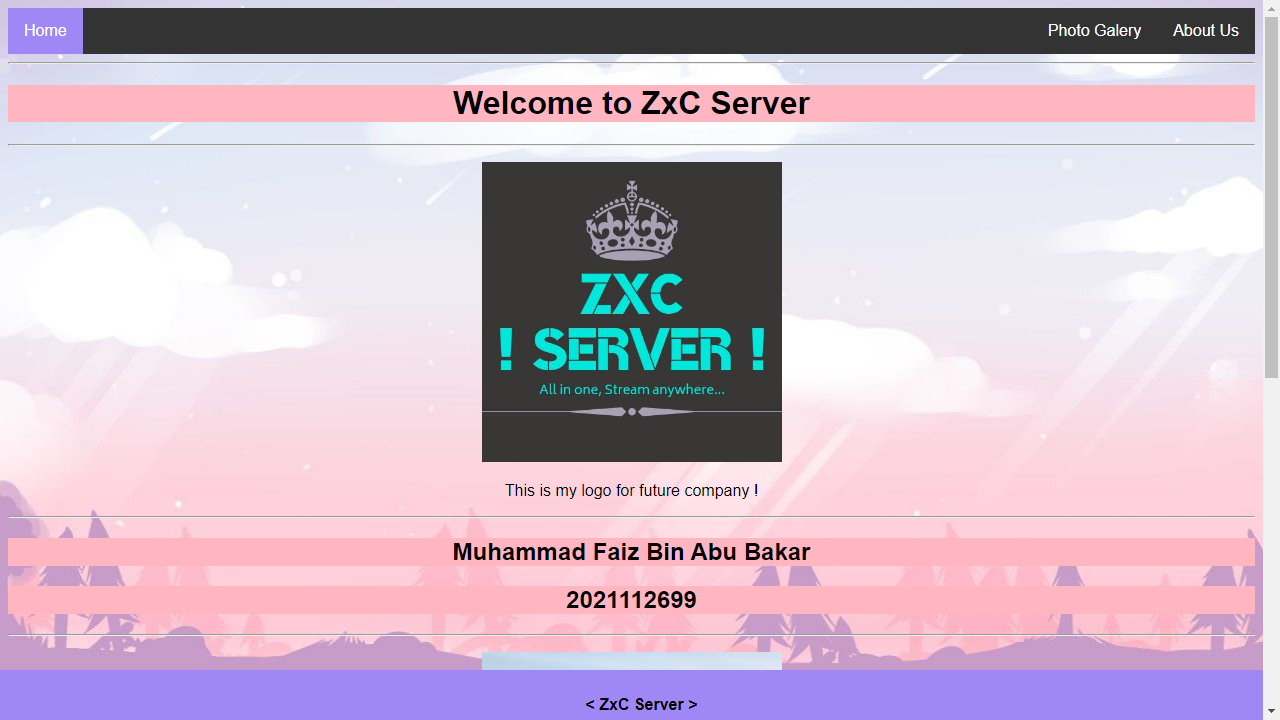 Home Photo Galery About Us
Welcome to ZxC Server
ZXC
! SERVER !
All in one, Stream anywhere...
This is my logo for future company !
Muhammad Faiz Bin Abu Bakar
2021112699
< ZxC Server >